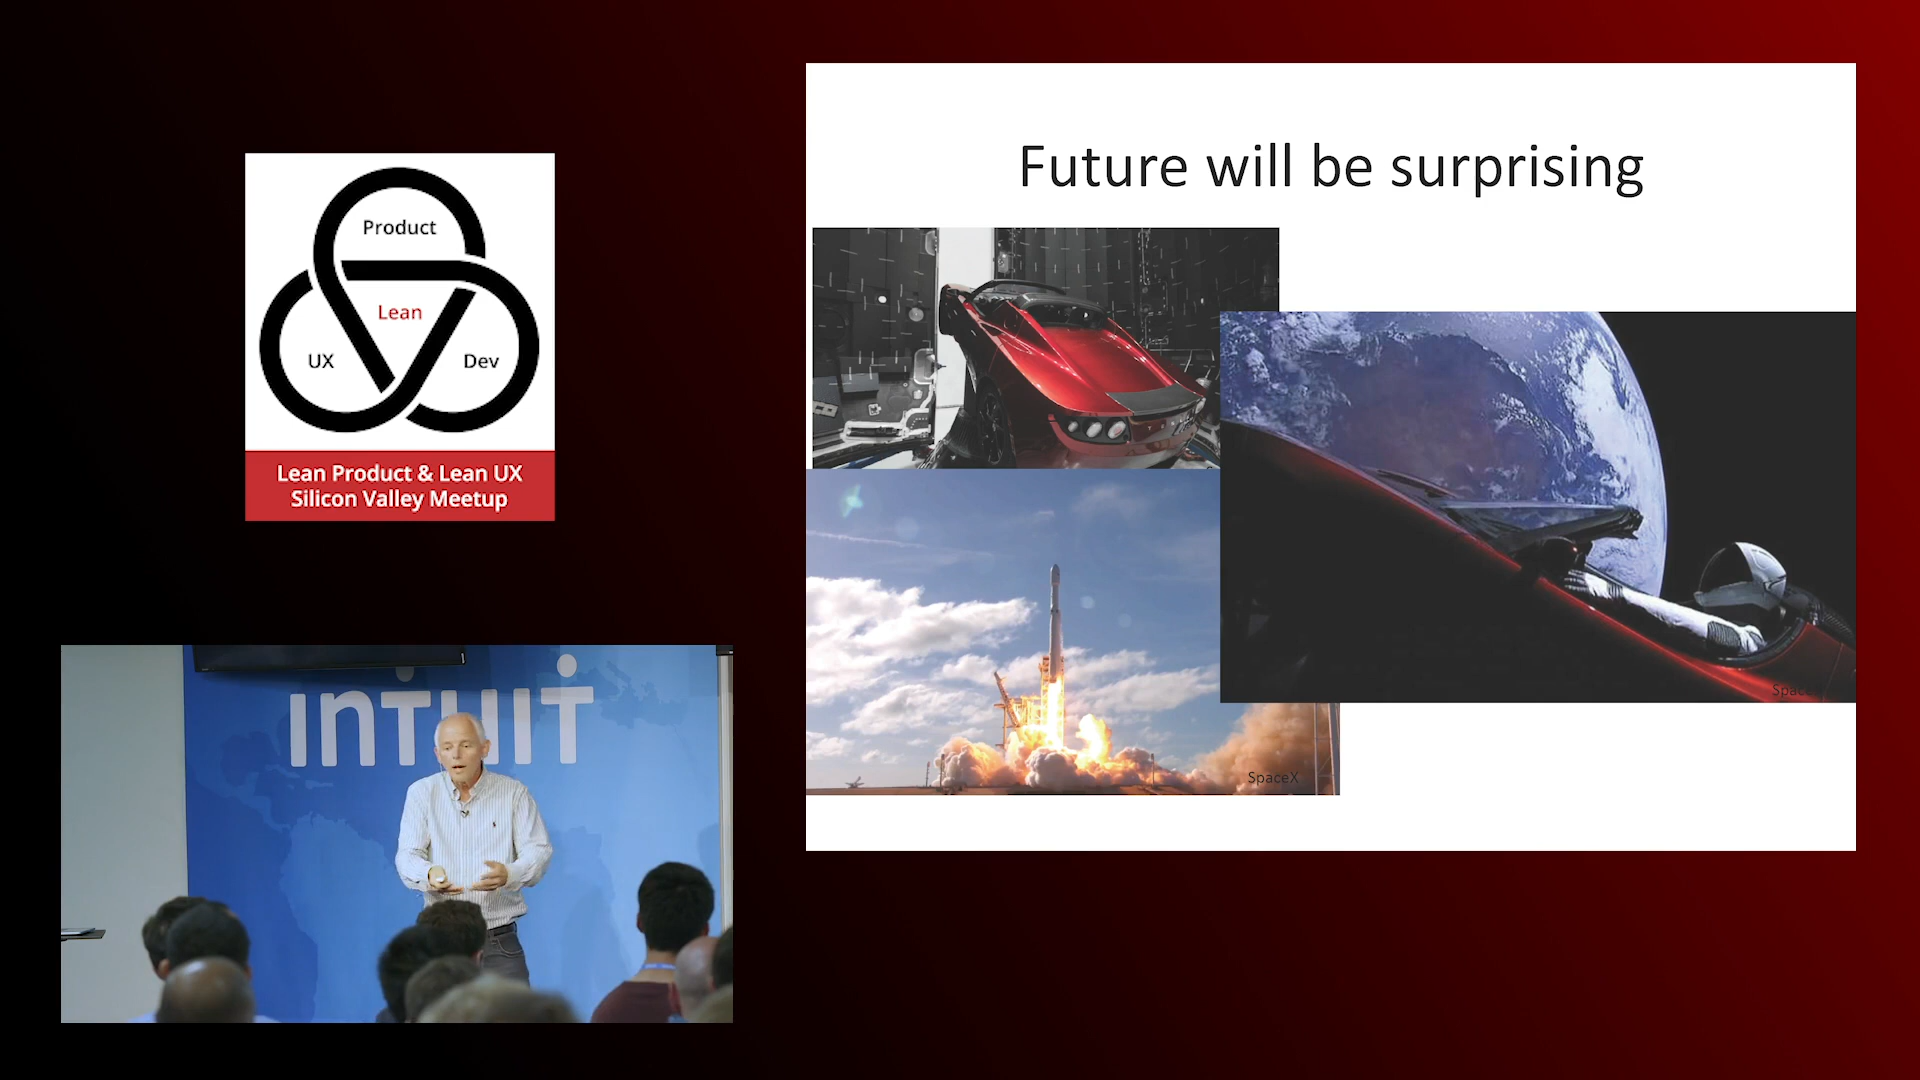 Product
Lean
UX
Dev
Lean Product & Lean UX
Silicon Valley Meetup
Future will be surprising
SpaceX
INTUIT